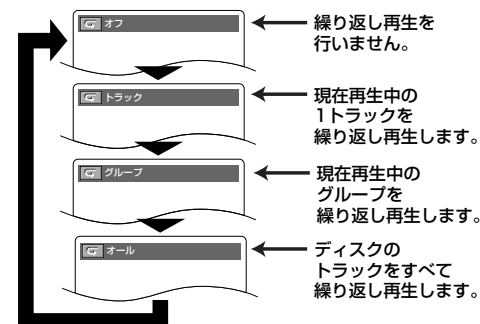 オフ
繰り返し再生を
行いません。
トラック
現在再生中の
1トラックを
繰り返し再生します。
グループ
現在再生中の
グループを
繰り返し再生します。
オール
ディスクの
トラックをすべて
繰り返し再生します。